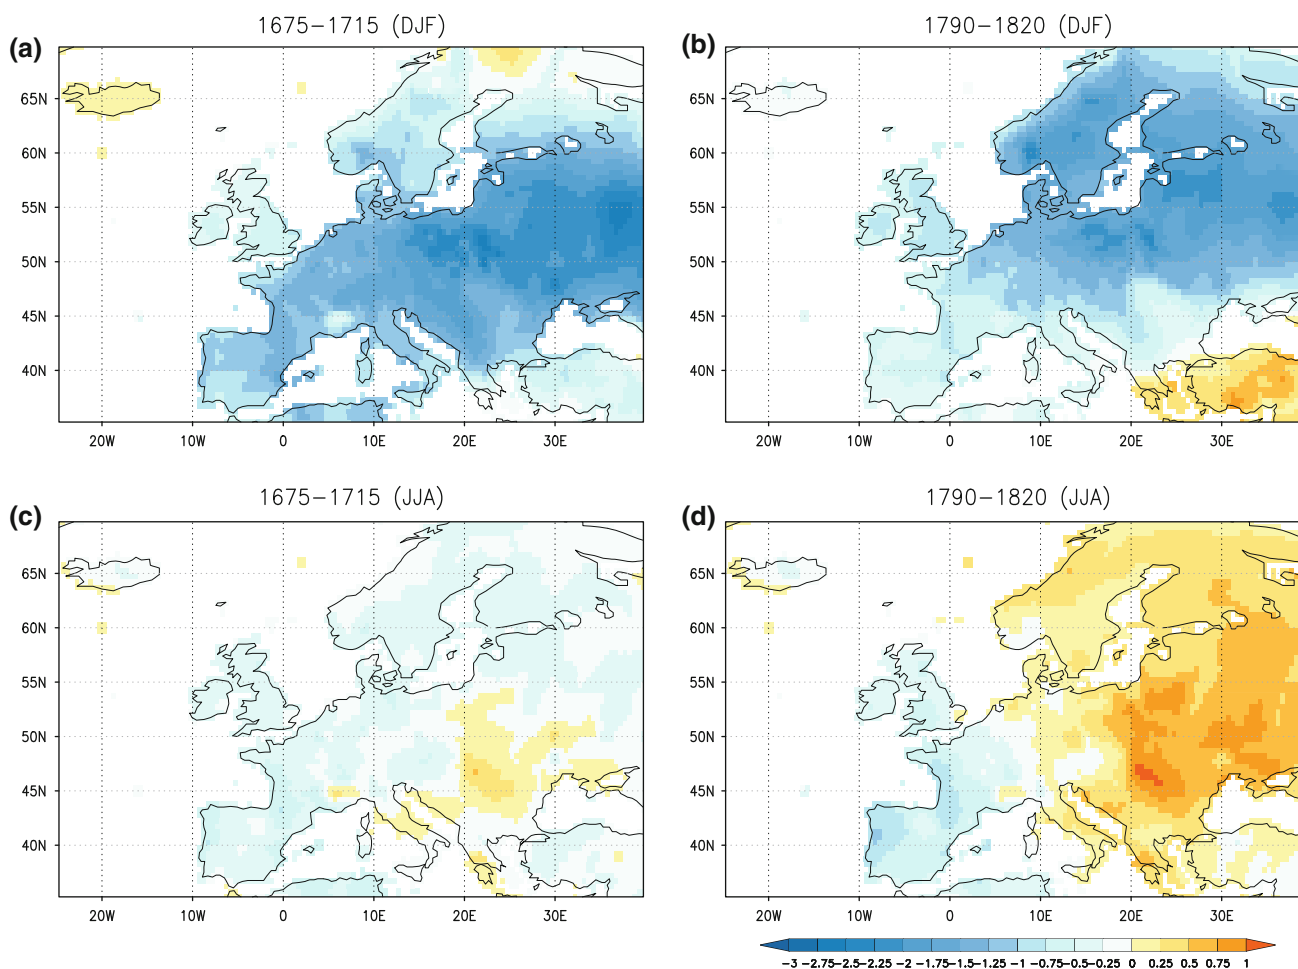 1675-1715 (DJF)
1790-1820 (DJF)
(a)
(b)
65N
60N
55N
50N
45N
40N
20W 10W 0 10E 20E 30E
65N
60N
55N
50N
45N
40N
20W 10W 0 10E 20E 30E
1675-1715 (JJA)
1790-1820 (JJA)
(c)
(d)
65N
60N
55N
50N
45N
40N
20W 10W 0 10E 20E 30E
65N
60N
55N
50N
45N
40N
20W 10W 0 10E 20E 30E
-3 -2.75 -2.5 -2.25 -2 -1.75 -1.5 -1.25 -1 -0.75 -0.5 -0.25 0 0.25 0.5 0.75 1